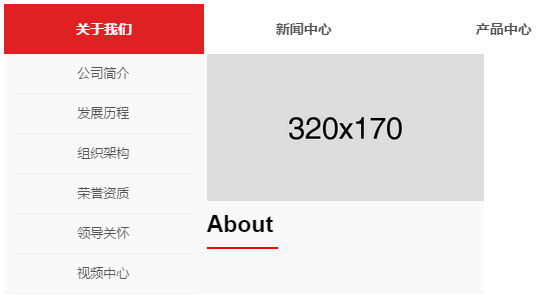 关于我们
新闻中心
产品中心
公司简介
发展历程
组织架构
荣誉资质
领导关怀
视频中心
320x170
About